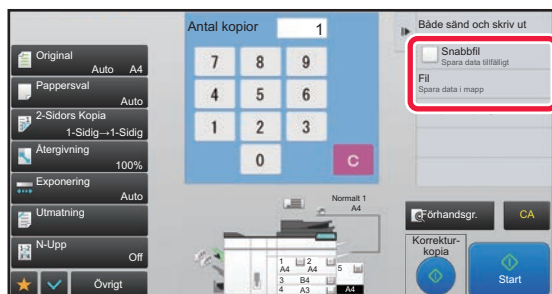 Original
Auto A4
Pappersval
Auto
2-Sidors Kopia
1-Sidig→1-Sidig
Återgivning
100%
Exponering
Auto
Utmatning
N-Upp
Off
Övrigt
Antal kopior 1
7 8 9
4 5 6
1 2 3
0 C
Normalt 1
A4
1 2
A4 A4
5
3 B4
4 A3
A4
Både sänd och skriv ut
Snabbfil
Spara data tillfälligt
Fil
Spara data i mapp
Förhandsgr.
CA
Korrektur-
kopia
Start